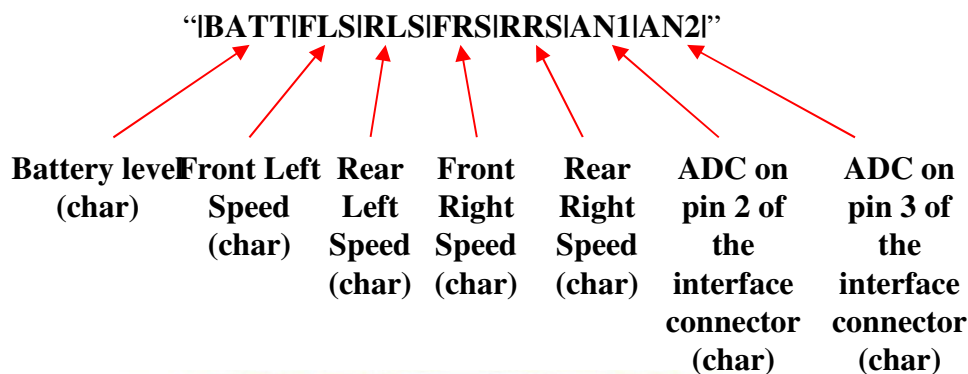 “|BATT|FLS|RLS|FRS|RRS|AN1|AN2|”
Battery level
(char)
Front Left
Speed
(char)
Rear
Left
Speed
(char)
Front
Right
Speed
(char)
Rear
Right
Speed
(char)
ADC on
pin 2 of
the
interface
connector
(char)
ADC on
pin 3 of
the
interface
connector
(char)